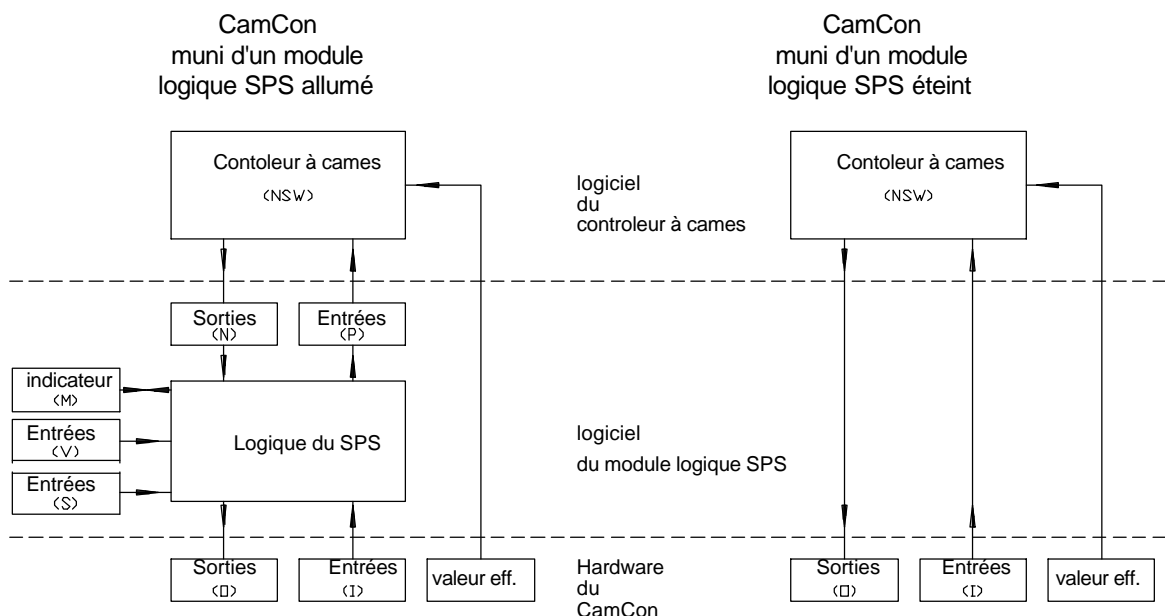 CamCon
muni d'un module
logique SPS allumé
CamCon
muni d'un module
logique SPS éteint
Contoleur à cames
(NSW)
logiciel
du
controleur à cames
Contoleur à cames
(NSW)
Sorties
(N)
Entrées
(P)
indicateur
(M)
Entrées
(V)
Entrées
(S)
Logique du SPS
logiciel
du module logique SPS
Sorties
(O)
Entrées
(I)
valeur eff.
Hardware
du
CamCon
Sorties
(O)
Entrées
(I)
valeur eff.